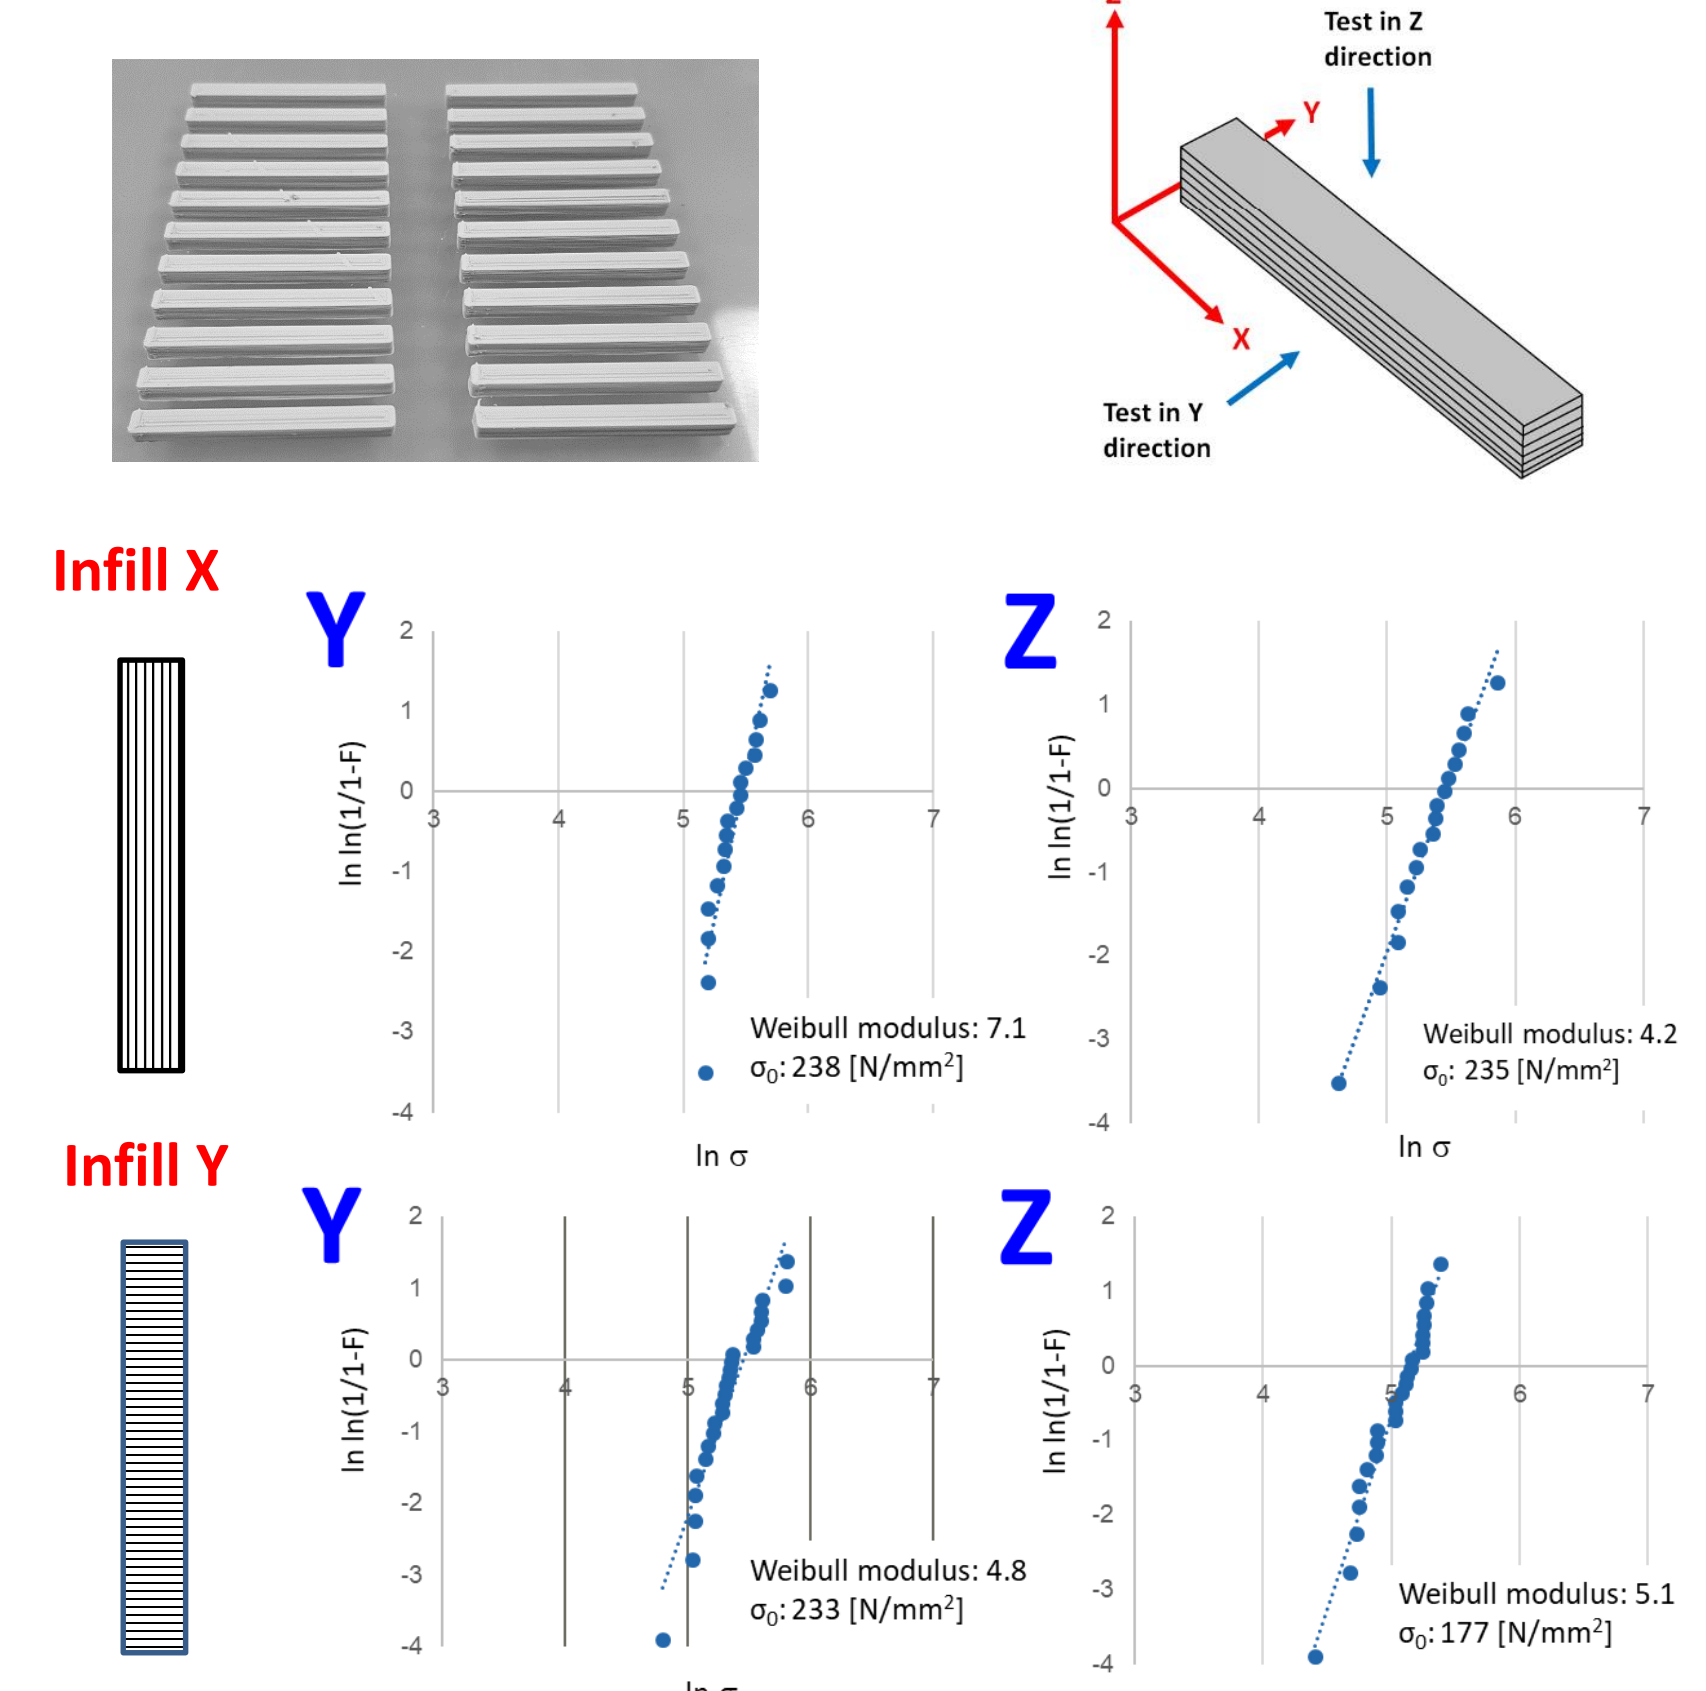 Z
Test in Z
direction
Y
X
Test in Y
direction
Infill X
Y
2
1
0
-1
-2
-3
-4
3
4
5
6
7
ln ln(1/1-F)
Weibull modulus: 7.1
σ0: 238 [N/mm2]
ln σ
Z
2
1
0
-1
-2
-3
-4
3
4
5
6
7
ln ln(1/1-F)
Weibull modulus: 4.2
σ0: 235 [N/mm2]
ln σ
Infill Y
Y
2
1
0
-1
-2
-3
-4
3
4
5
6
7
ln ln(1/1-F)
Weibull modulus: 4.8
σ0: 233 [N/mm2]
ln σ
Z
2
1
0
-1
-2
-3
-4
3
4
5
6
7
ln ln(1/1-F)
Weibull modulus: 5.1
σ0: 177 [N/mm2]